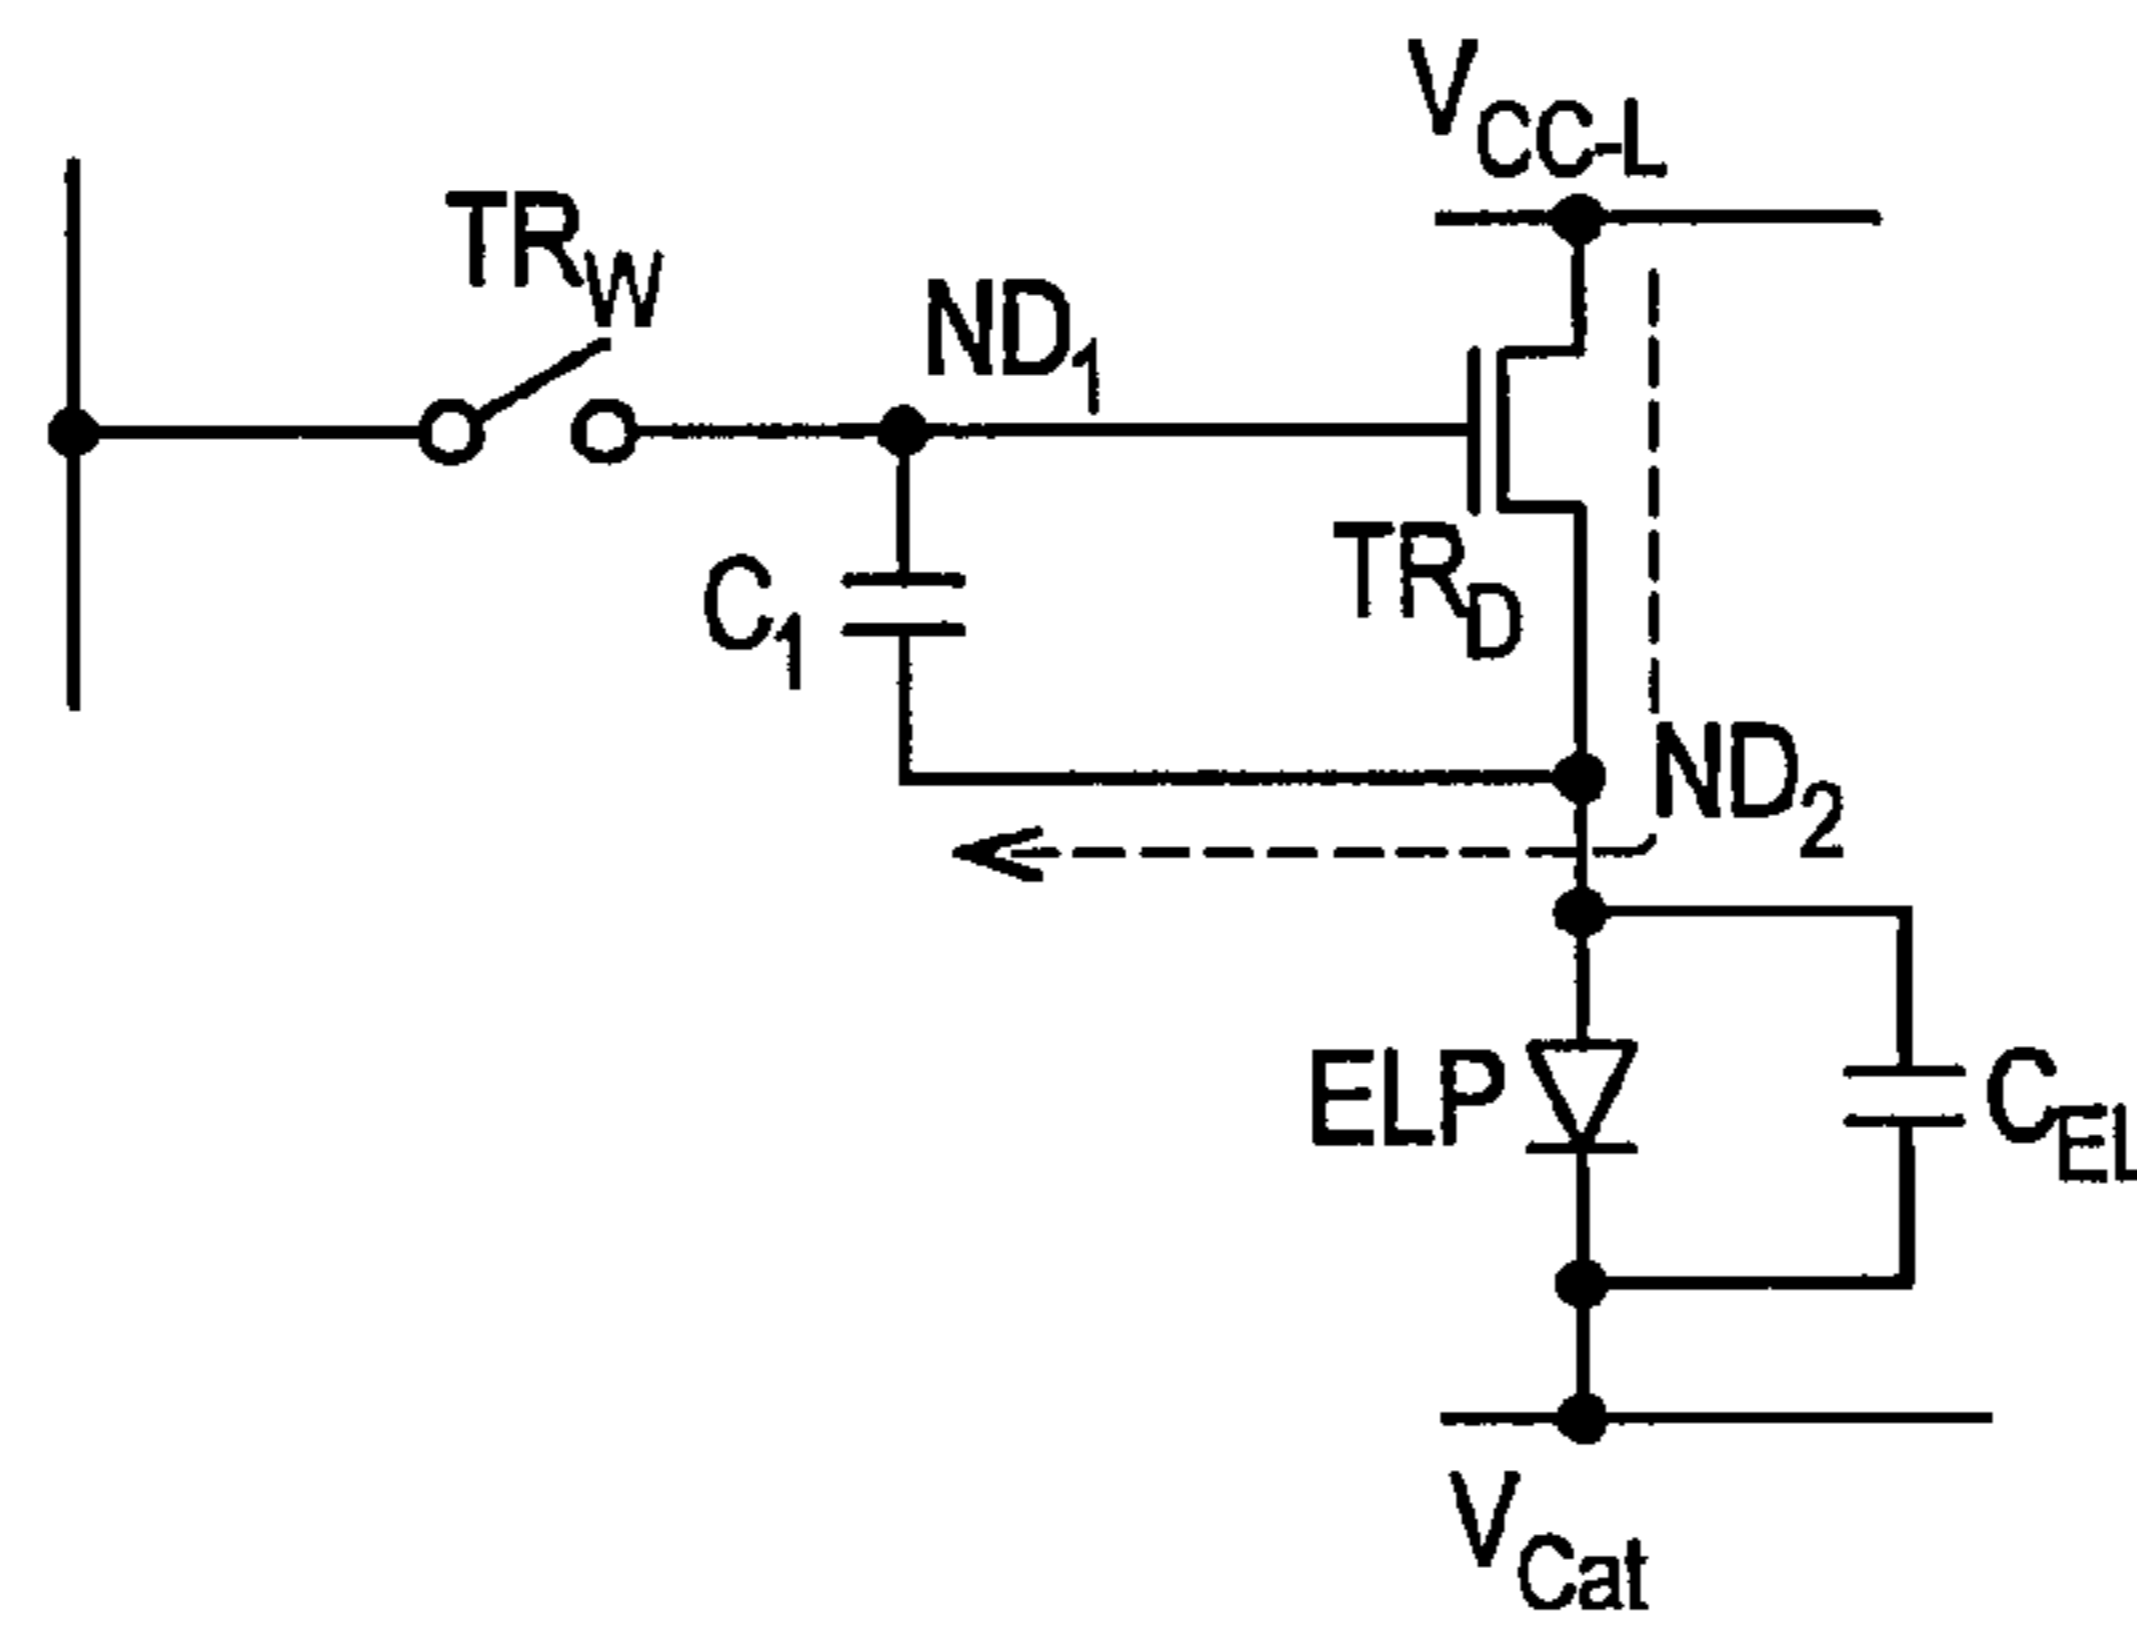 VCC-L
TRW
ND1
C1
TRD
ND2
ELP
CEL
VCat